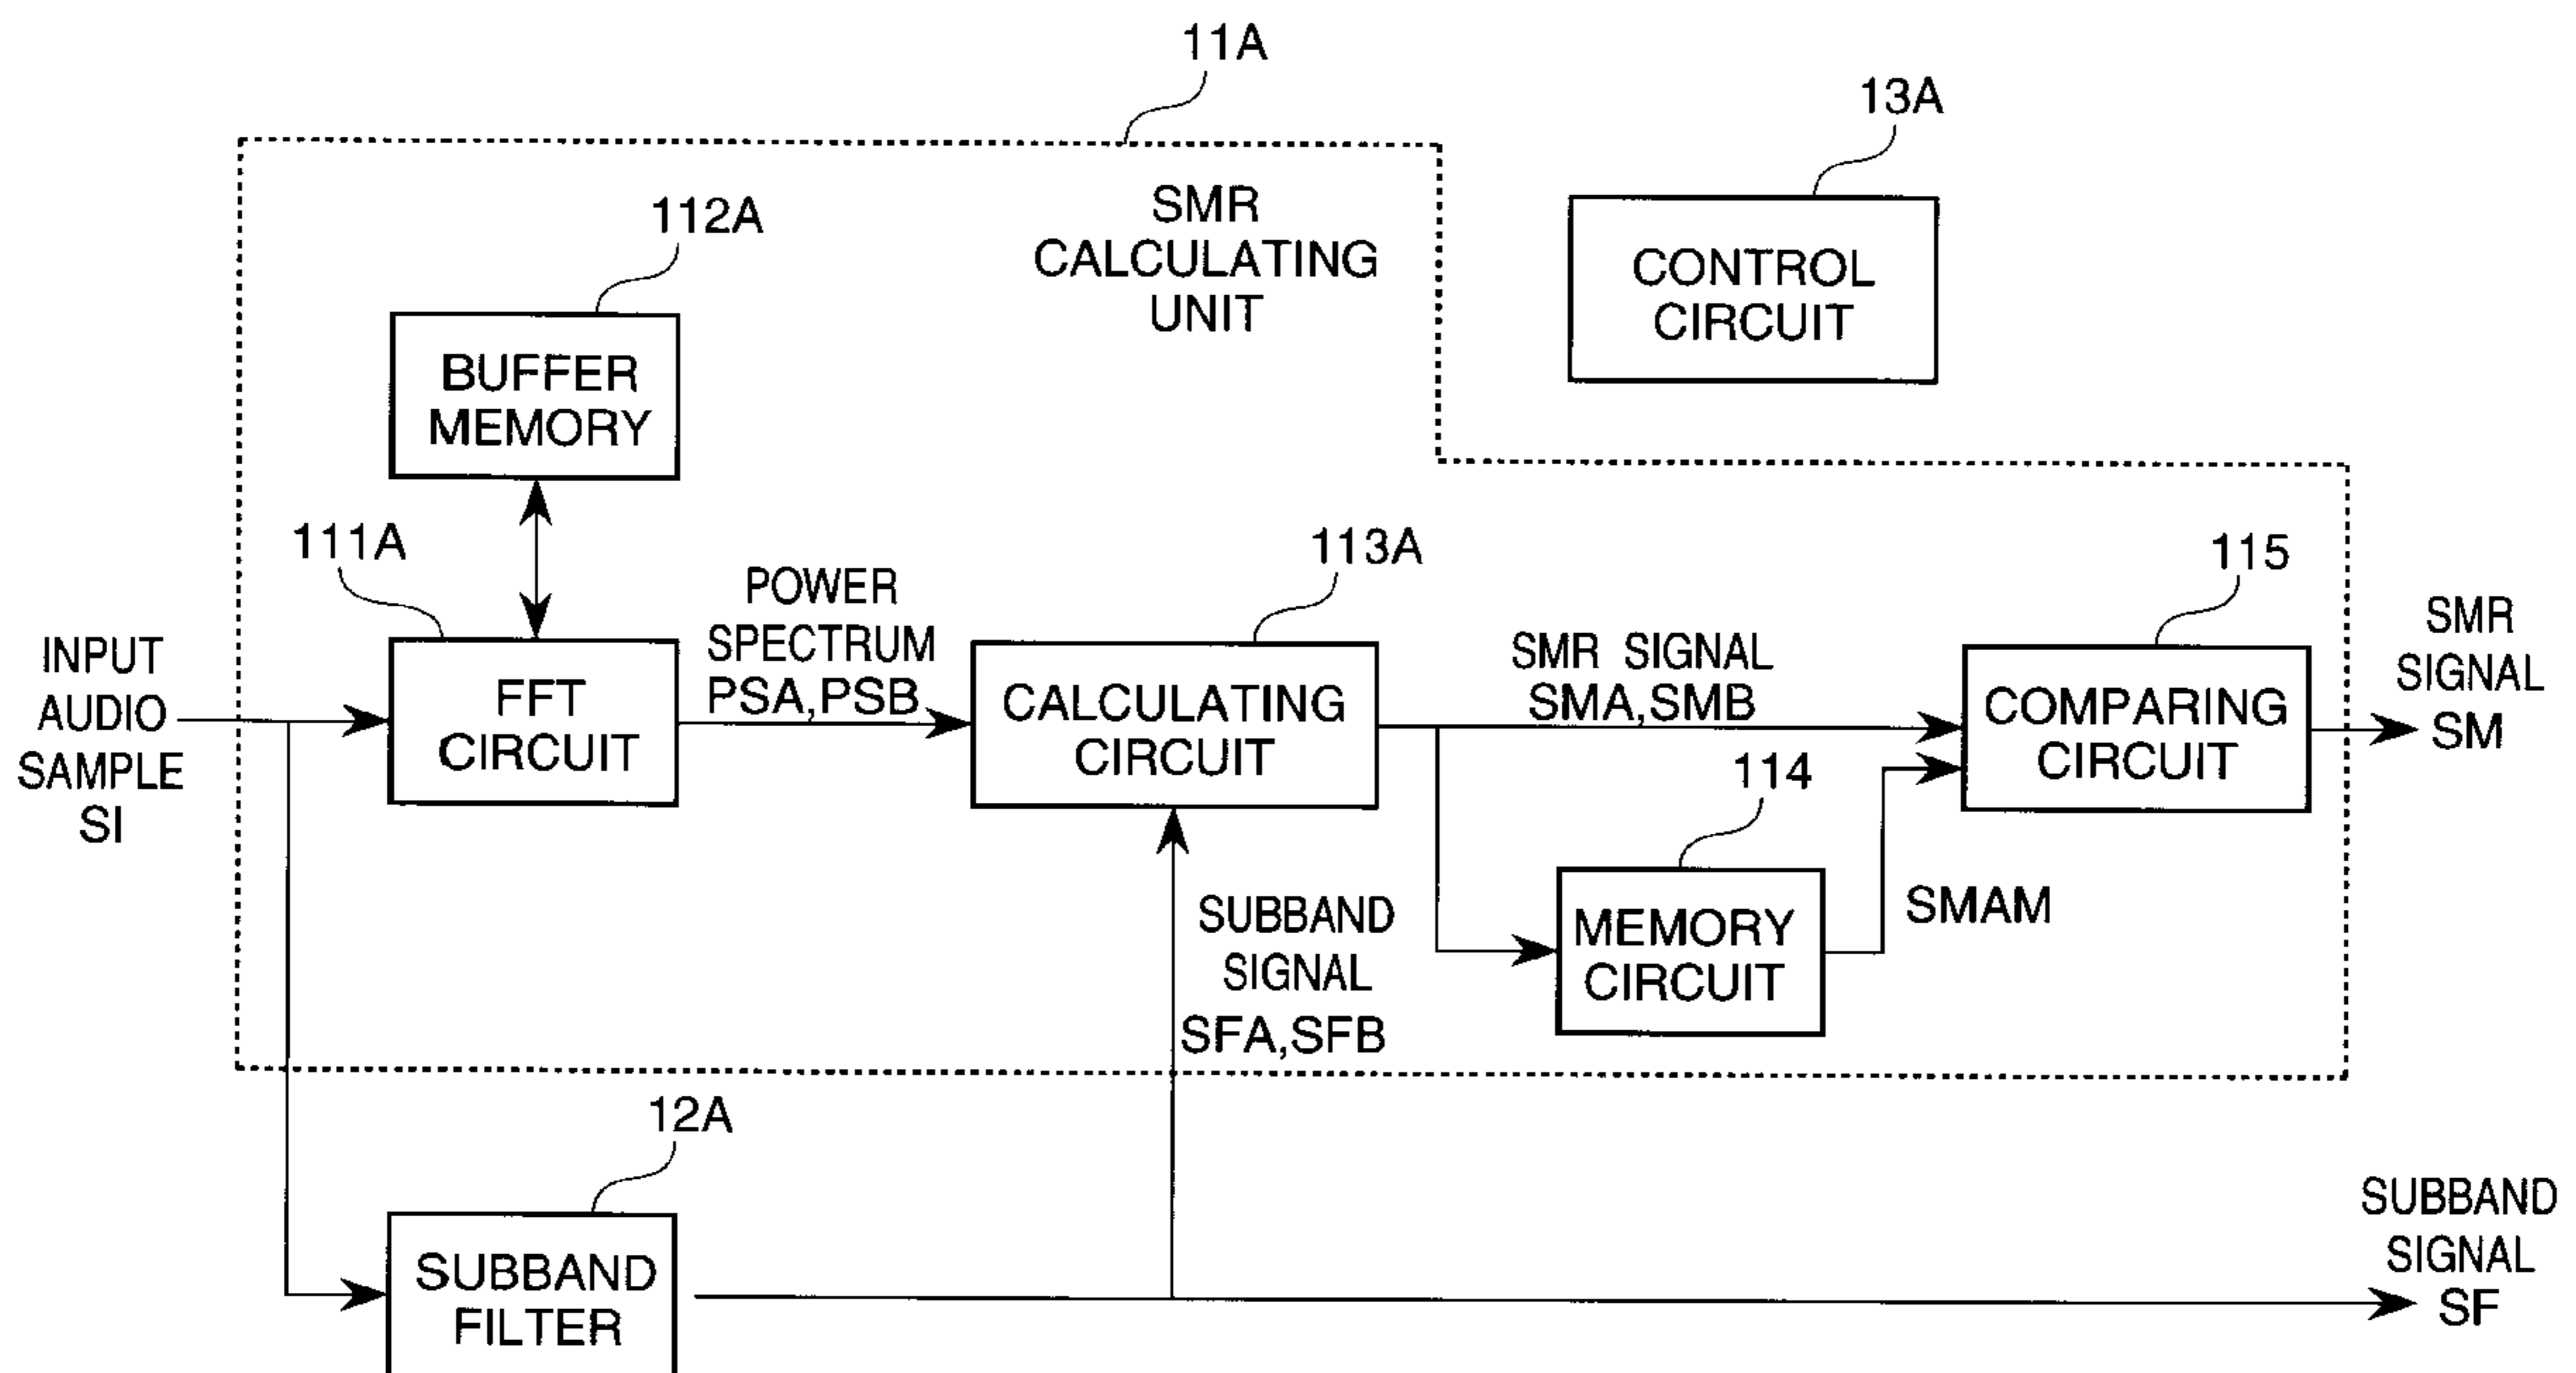 11A
13A
SMR
CALCULATING
UNIT
CONTROL
CIRCUIT
112A
BUFFER
MEMORY
111A
FFT
CIRCUIT
INPUT
AUDIO
SAMPLE
SI
POWER
SPECTRUM
PSA,PSB
113A
CALCULATING
CIRCUIT
SMR SIGNAL
SMA,SMB
115
COMPARING
CIRCUIT
SMR
SIGNAL
SM
114
MEMORY
CIRCUIT
SMAM
SUBBAND
SIGNAL
SFA,SFB
12A
SUBBAND
FILTER
SUBBAND
SIGNAL
SF